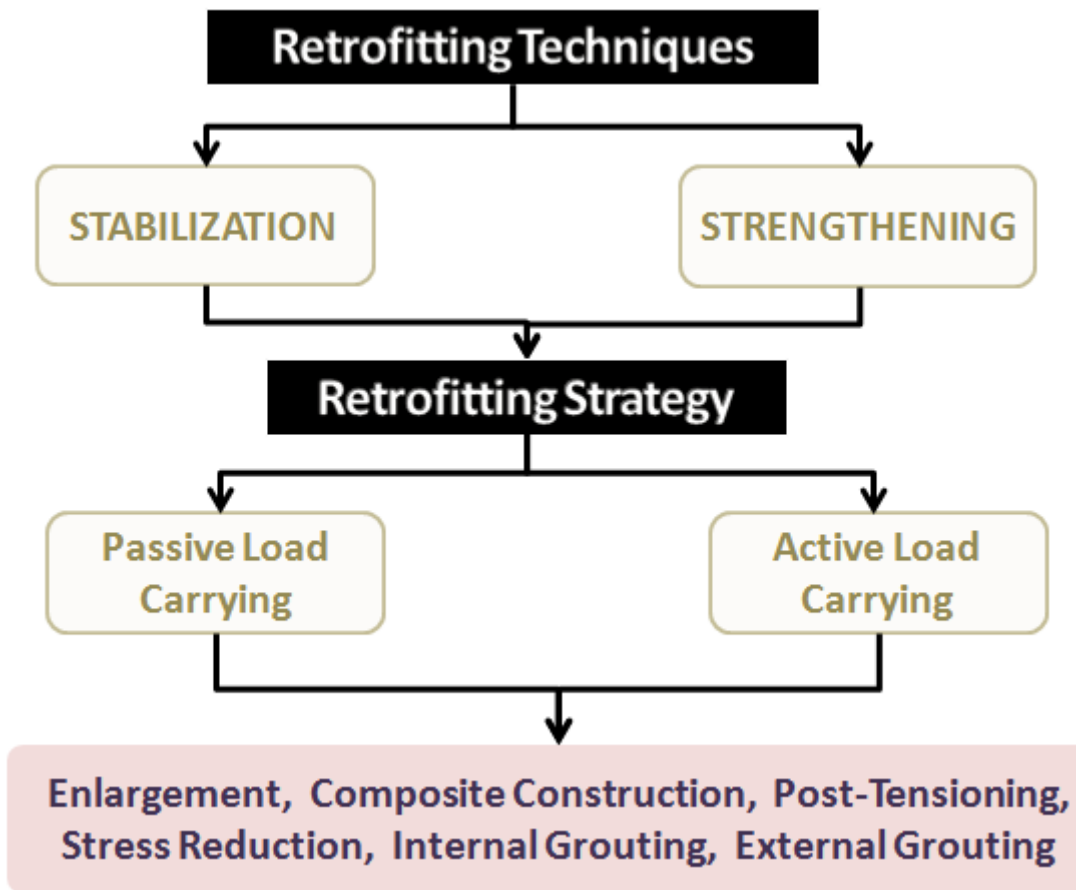 Retrofitting Techniques
STABILIZATION
STRENGTHENING
Retrofitting Strategy
Passive Load
Carrying
Active Load
Carrying
Enlargement, Composite Construction, Post-Tensioning,
Stress Reduction, Internal Grouting, External Grouting